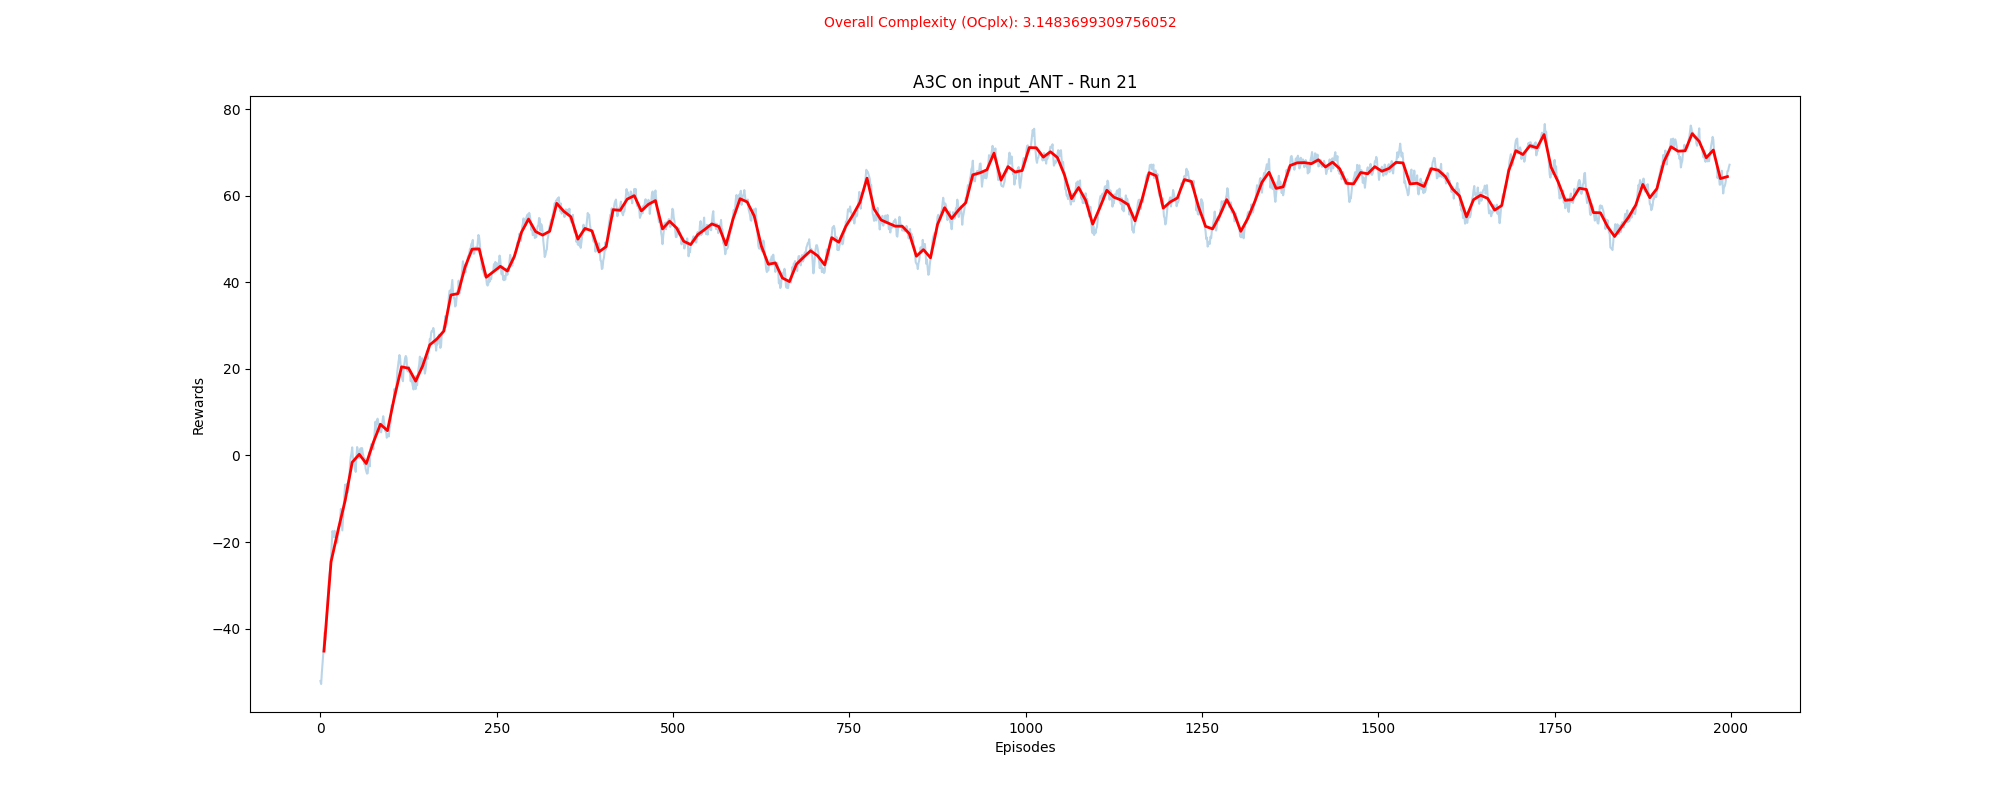 Overall Complexity (OCplx): 3.1483699309756052
A3C on input_ANT - Run 21
80
60
40
20
0
−20
−40
Rewards
0 250 500 750 1000 1250 1500 1750 2000
Episodes